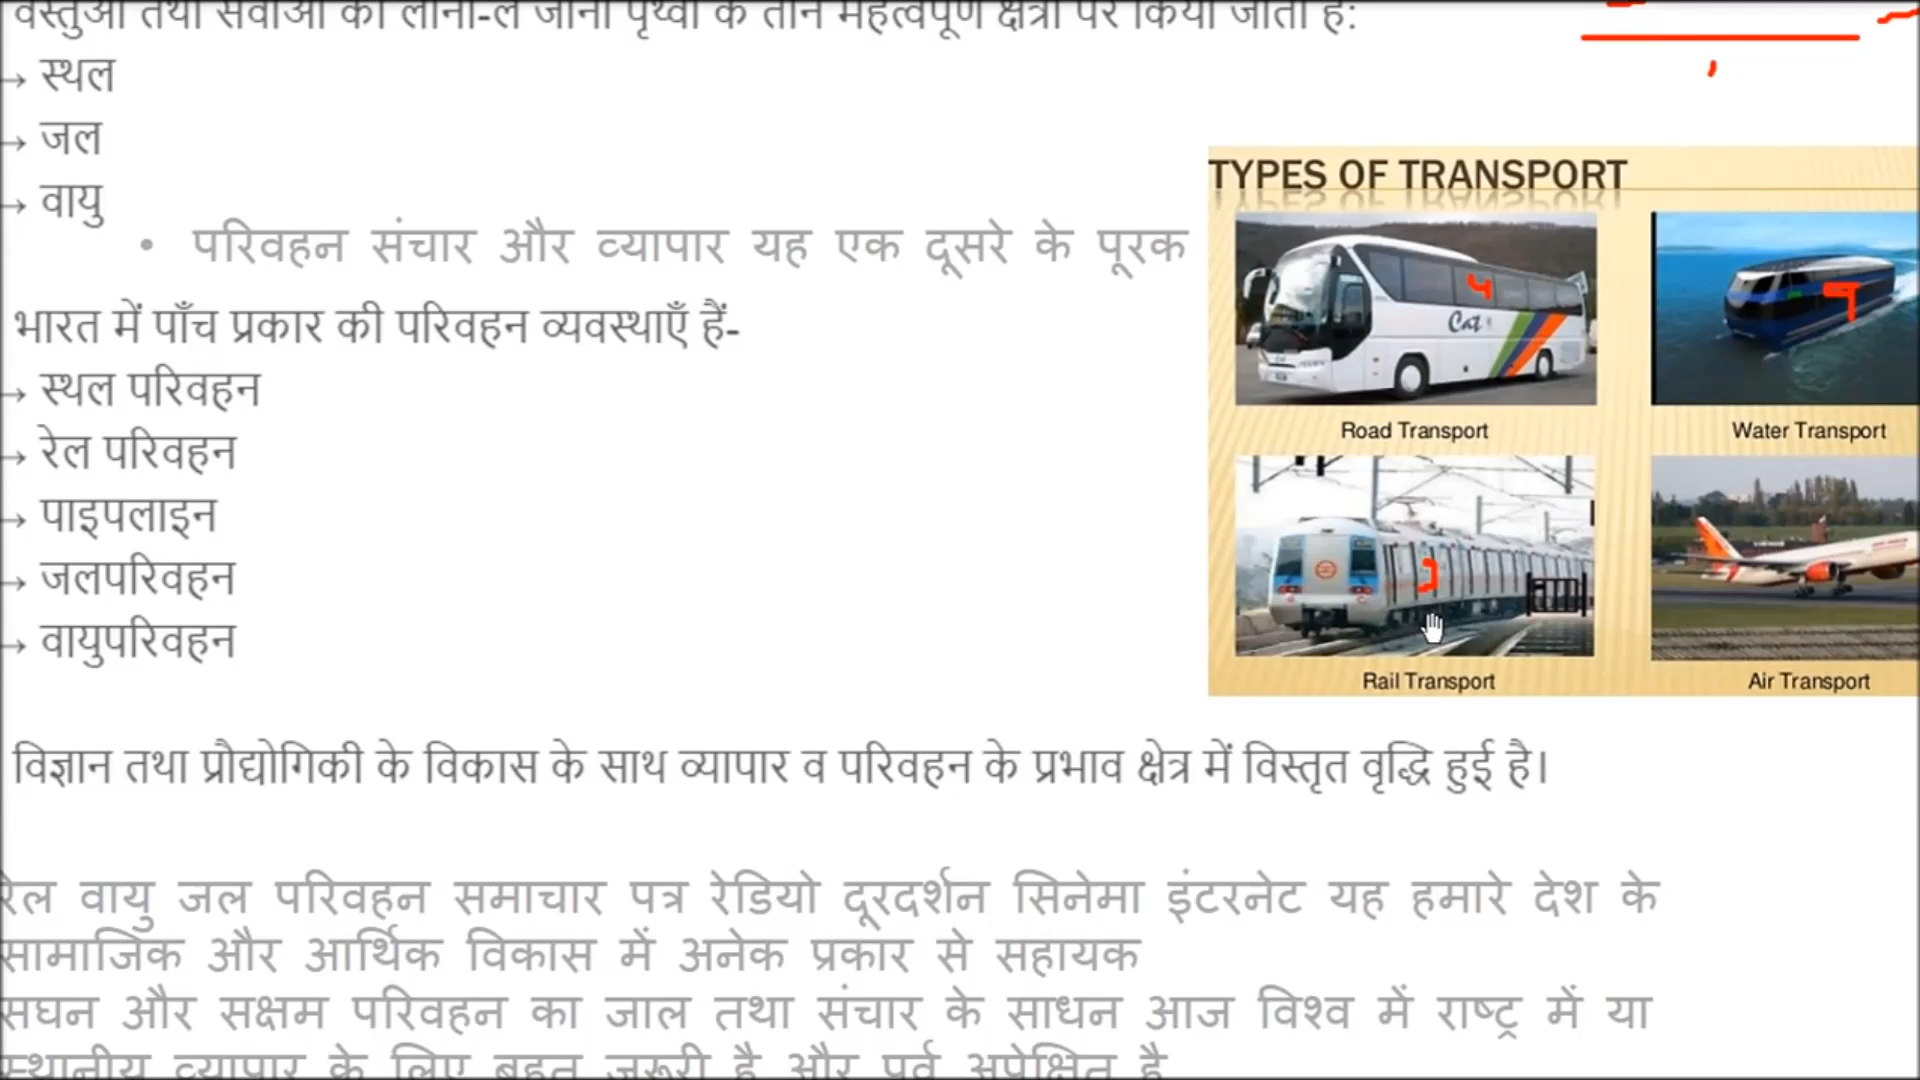 वस्तुओं तथा सेवाओं का लाना-ले जाना पृथ्वी के तीन महत्वपूर्ण क्षेत्रों पर किया जाता है:
→ स्थल
→ जल
→ वायु
• परिवहन संचार और व्यापार यह एक दूसरे के पूरक
भारत में पाँच प्रकार की परिवहन व्यवस्थाएँ हैं-
→ स्थल परिवहन
→ रेल परिवहन
→ पाइपलाइन
→ जलपरिवहन
→ वायुपरिवहन
TYPES OF TRANSPORT
Cat
Road Transport
Water Transport
Rail Transport
Air Transport
विज्ञान तथा प्रौद्योगिकी के विकास के साथ व्यापार व परिवहन के प्रभाव क्षेत्र में विस्तृत वृद्धि हुई है।
रेल वायु जल परिवहन समाचार पत्र रेडियो दूरदर्शन सिनेमा इंटरनेट यह हमारे देश के
सामाजिक और आर्थिक विकास में अनेक प्रकार से सहायक
सघन और सक्षम परिवहन का जाल तथा संचार के साधन आज विश्व में राष्ट्र में या
स्थानीय व्यापार के लिए बहुत जरूरी है और पूर्व अपेक्षित है